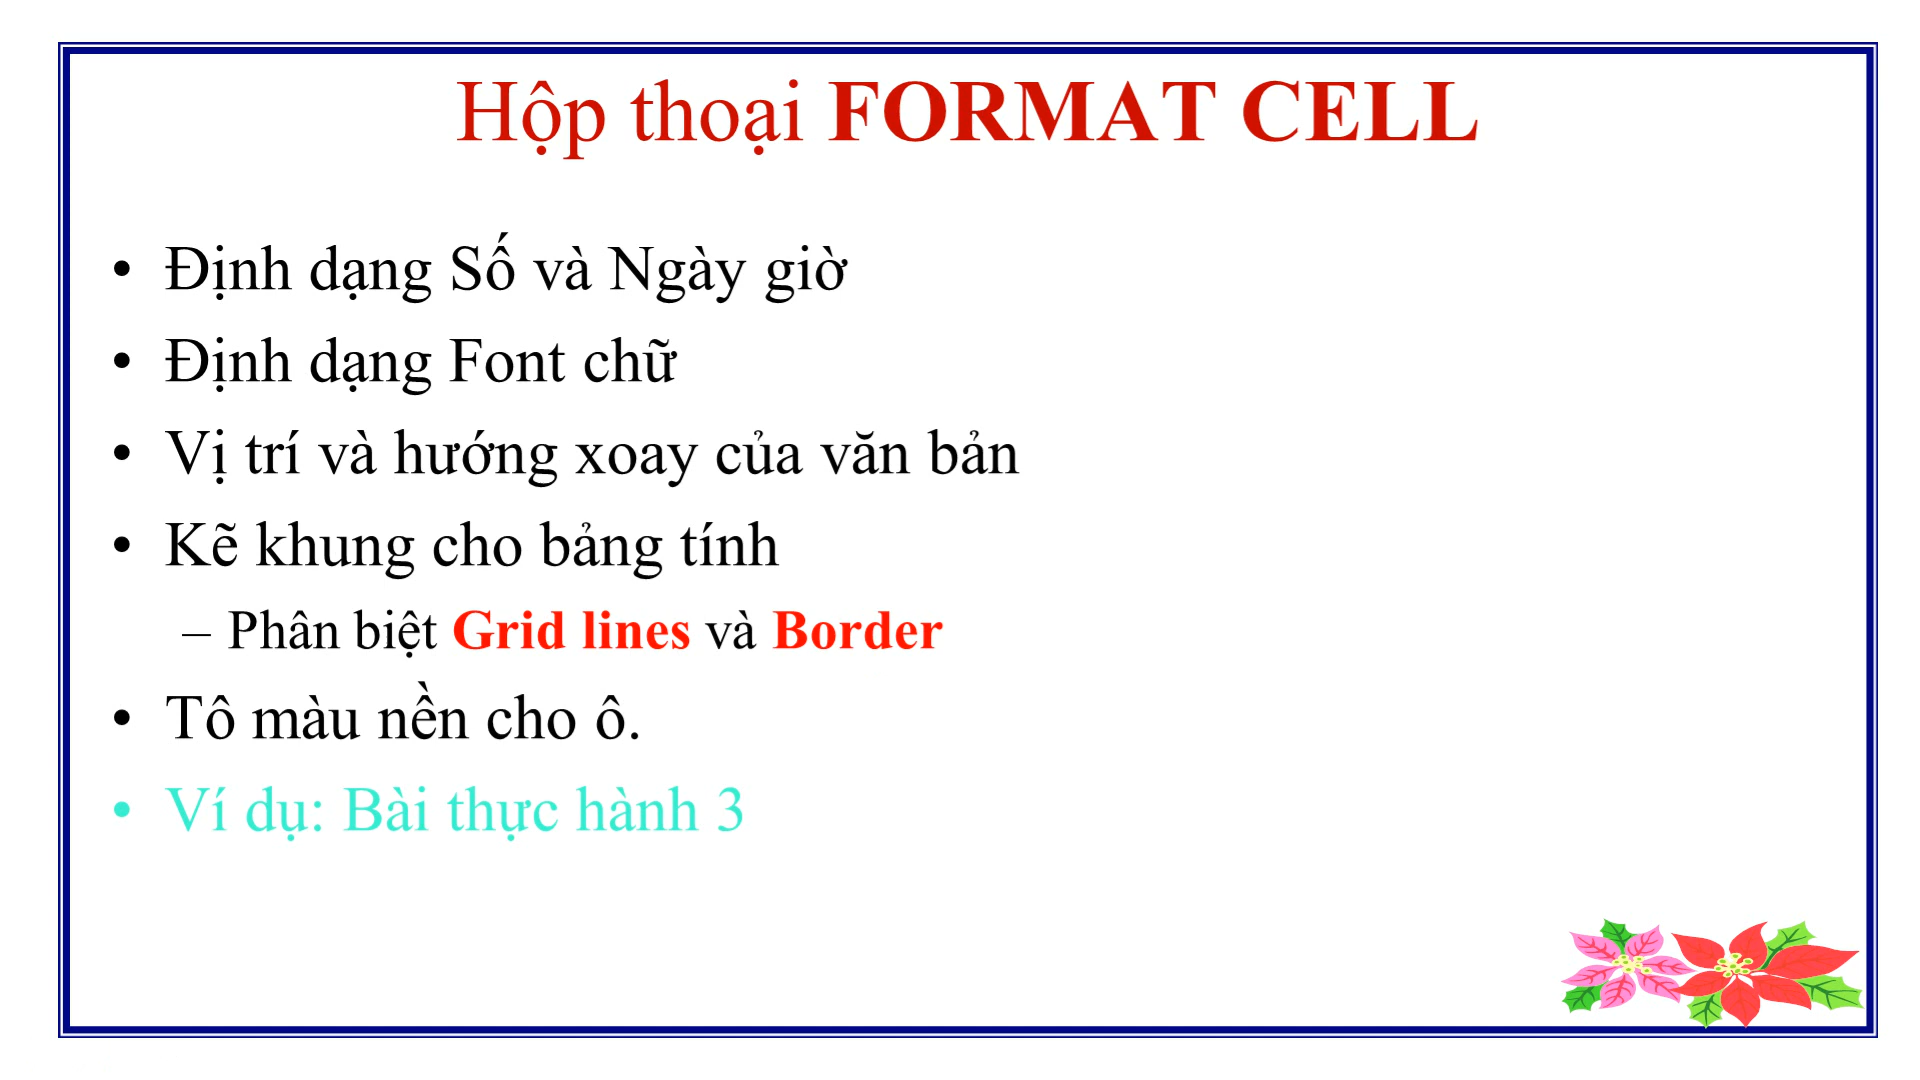 Hộp thoại FORMAT CELL
• Định dạng Số và Ngày giờ
• Định dạng Font chữ
• Vị trí và hướng xoay của văn bản
• Kẽ khung cho bảng tính
– Phân biệt Grid lines và Border
• Tô màu nền cho ô.
• Ví dụ: Bài thực hành 3